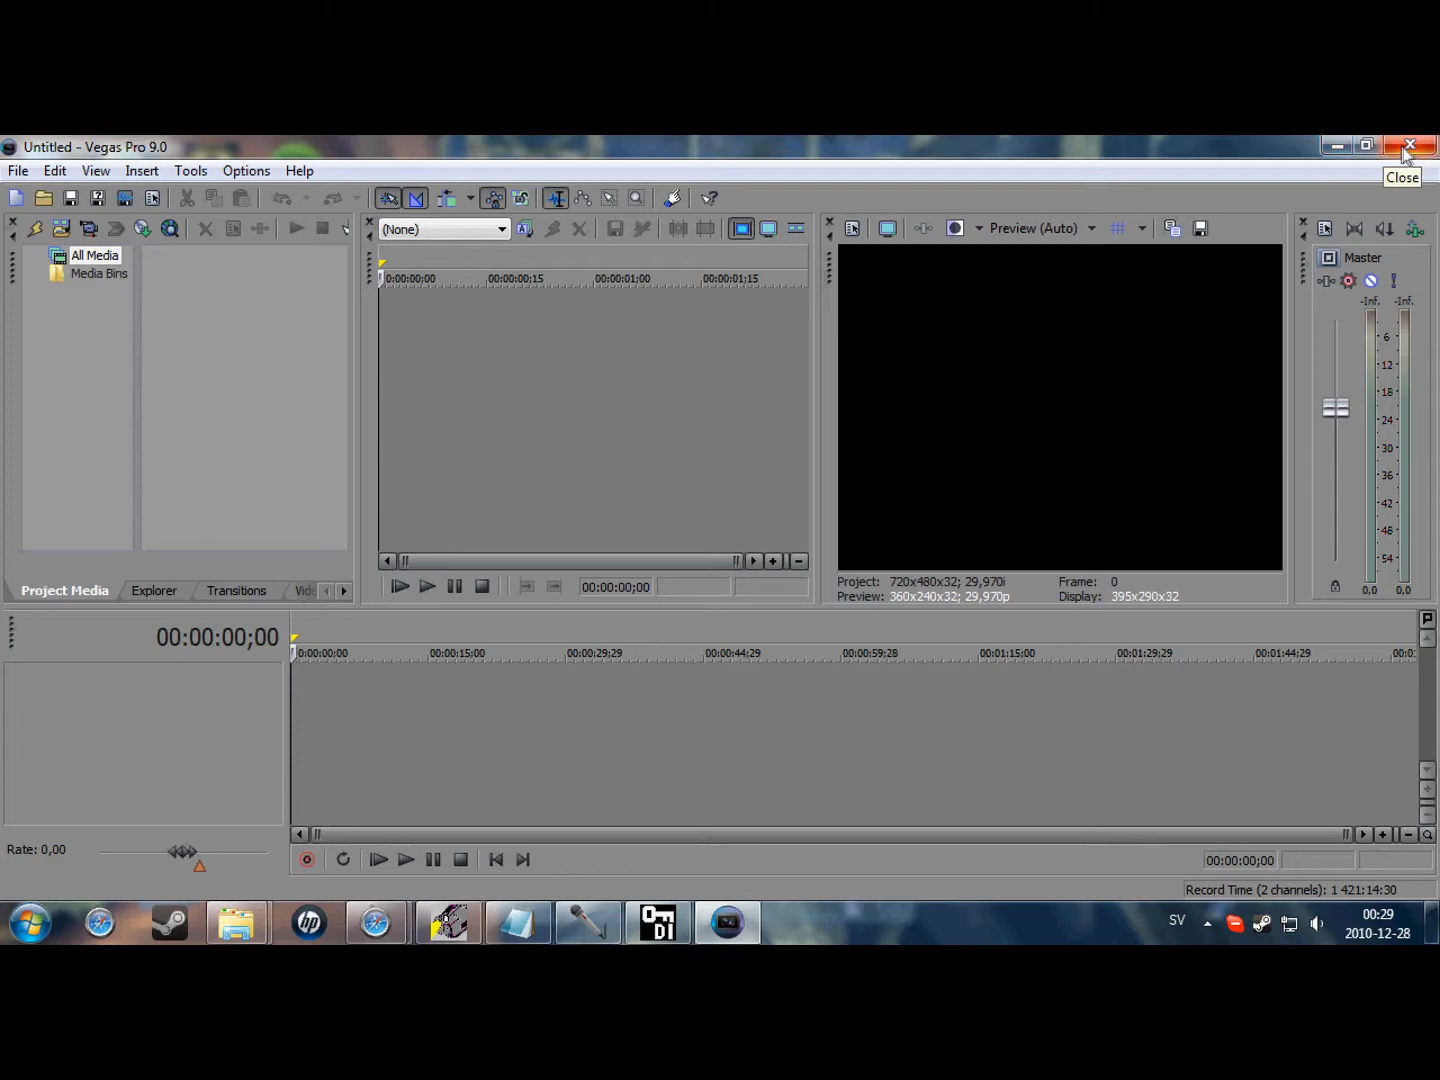 Untitled - Vegas Pro 9.0
Close
File Edit View Insert Tools Options Help
(None)
Preview (Auto)
All Media
Media Bins
0:00:00;00 00:00:00;15 00:00:01;00 00:00:01;15
Master
-Inf. -Inf.
6
12
18
24
30
36
42
48
54
0,0 0,0
Project Media Explorer Transitions
00:00:00;00
Project: 720x480x32; 29,970i Frame: 0
Preview: 360x240x32; 29,970p Display: 395x290x32
00:00:00;00
0:00:00;00 00:00:15;00 00:00:29;29 00:00:44;29 00:00:59;28 00:01:15;00 00:01:29;29 00:01:44;29
Rate: 0,00
00:00:00;00
Record Time (2 channels): 1 421:14:30
hp
DI
SV
00:29
2010-12-28